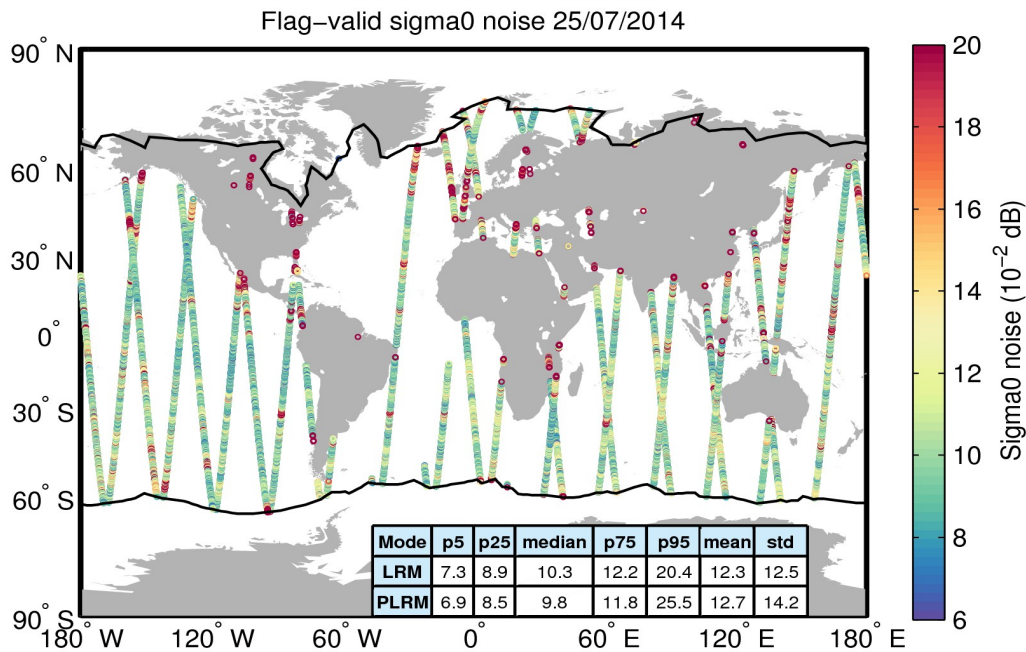 Flag−valid sigma0 noise 25/07/2014
90° N
60° N
30° N
0°
30° S
60° S
90° S
180° W
120° W
60° W
0°
60° E
120° E
180° E
Mode p5 p25 median p75 p95 mean std
LRM 7.3 8.9 10.3 12.2 20.4 12.3 12.5
PLRM 6.9 8.5 9.8 11.8 25.5 12.7 14.2
20
18
16
14
12
10
8
6
Sigma0 noise (10⁻² dB)